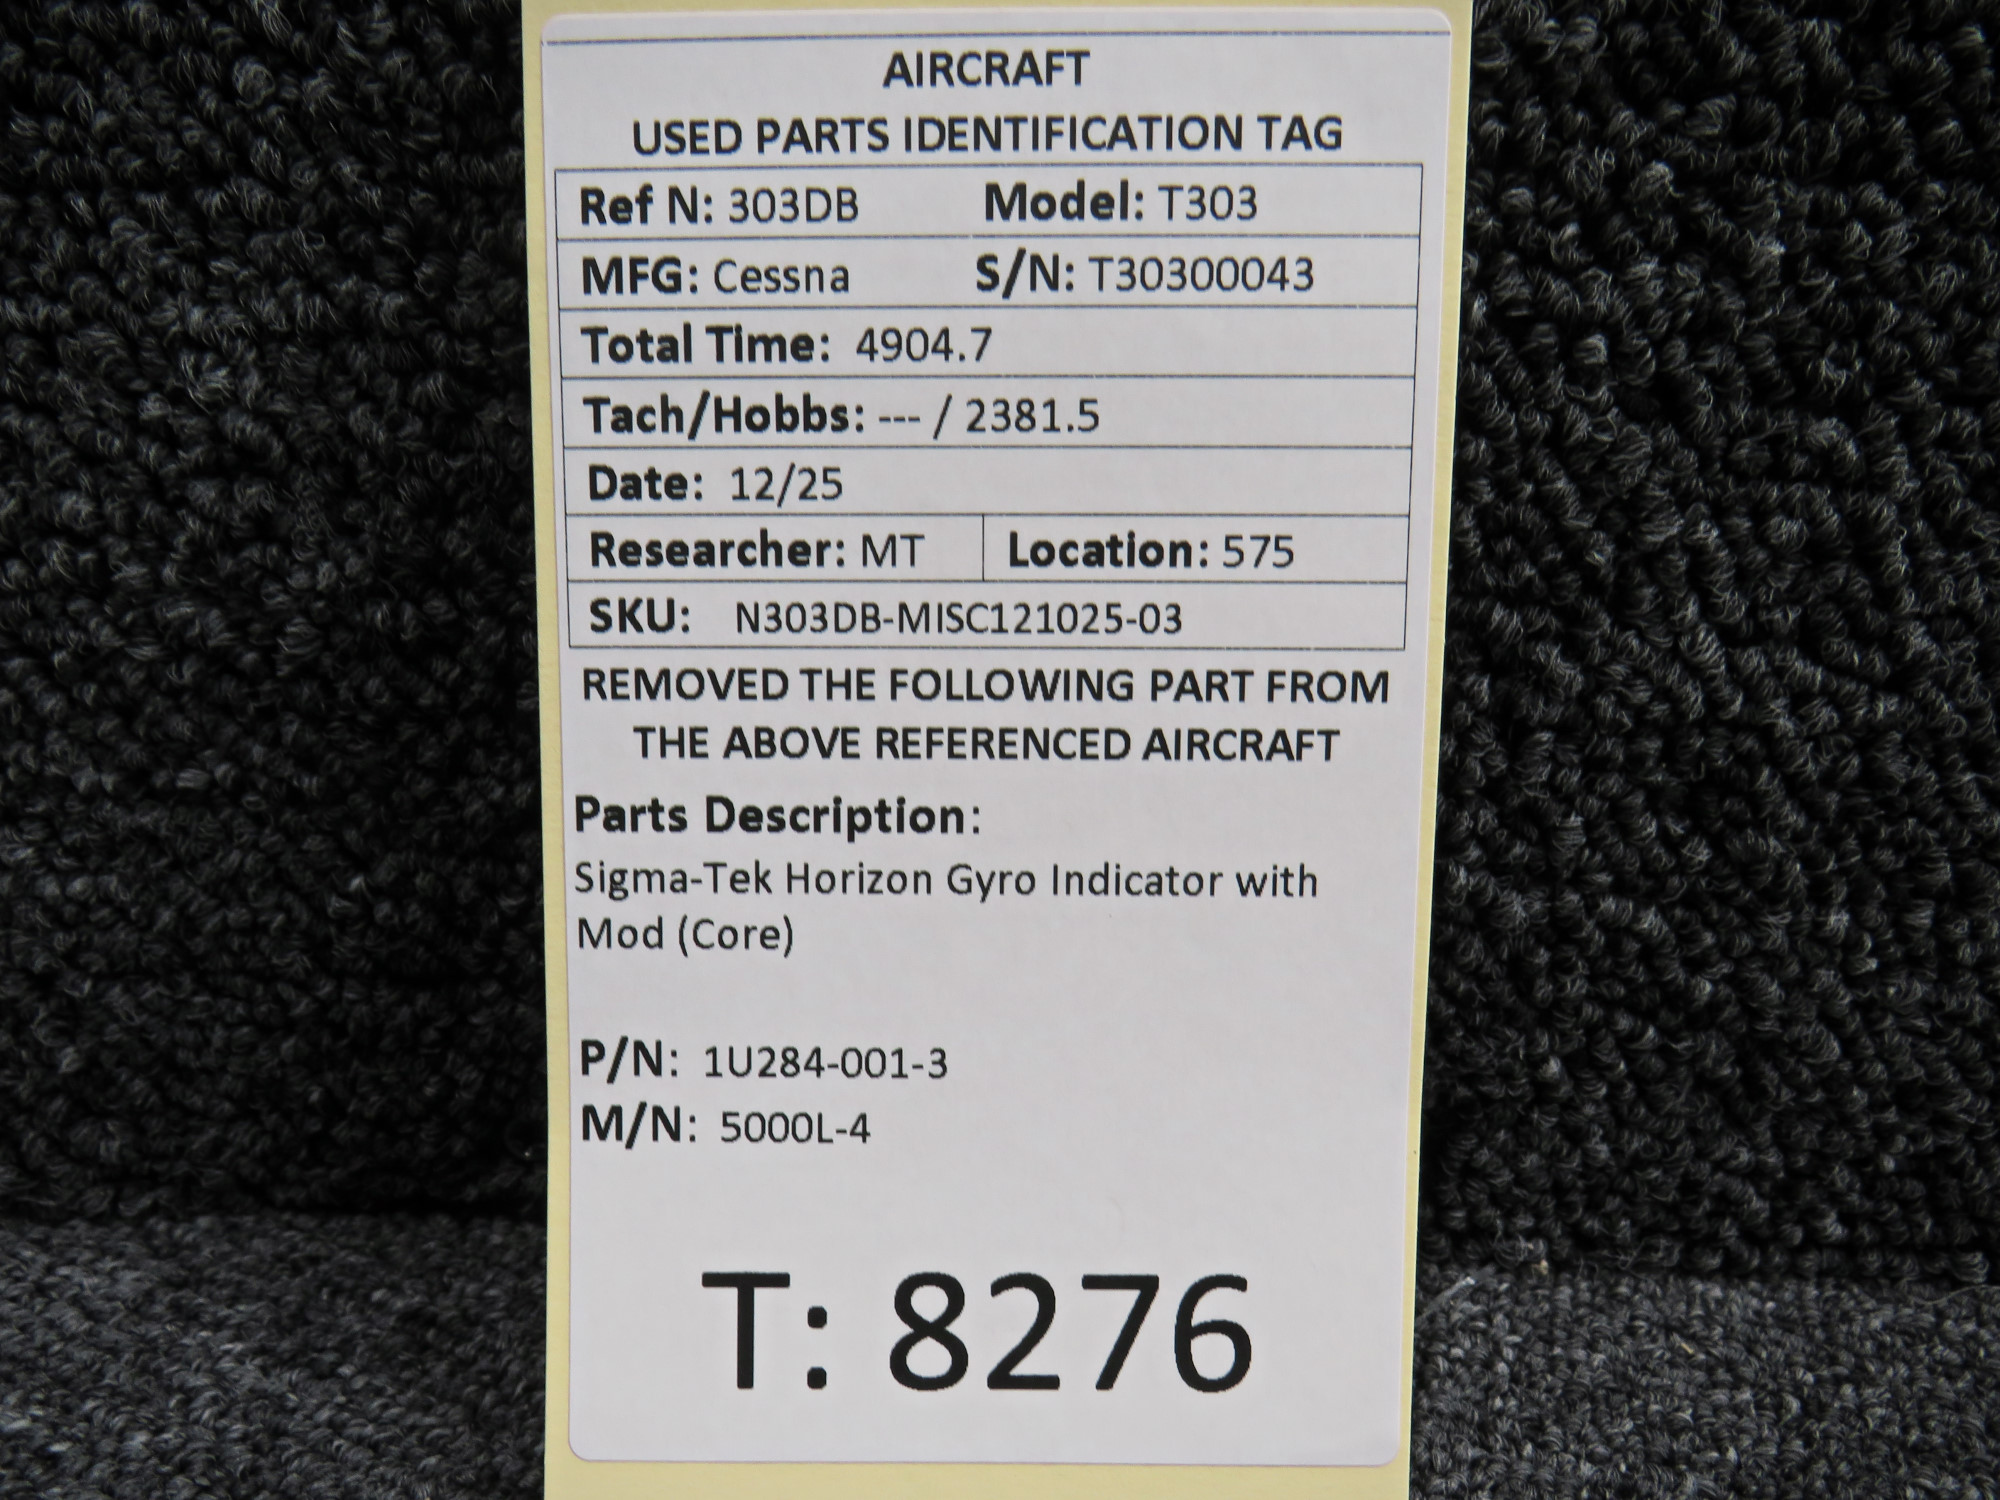 AIRCRAFT
USED PARTS IDENTIFICATION TAG
Ref N: 303DB Model: T303
MFG: Cessna S/N: T30300043
Total Time: 4904.7
Tach/Hobbs: --- / 2381.5
Date: 12/25
Researcher: MT Location: 575
SKU: N303DB-MISC121025-03
REMOVED THE FOLLOWING PART FROM
THE ABOVE REFERENCED AIRCRAFT
Parts Description:
Sigma-Tek Horizon Gyro Indicator with
Mod (Core)
P/N: 1U284-001-3
M/N: 5000L-4
T: 8276